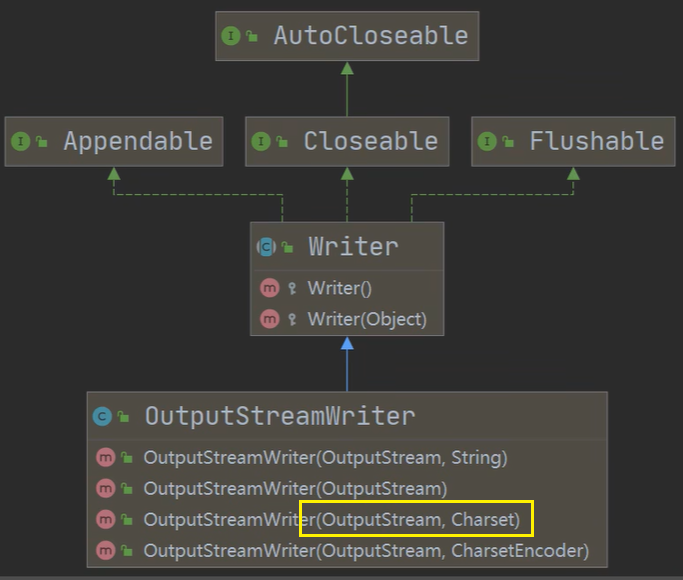 AutoCloseable
Appendable
Closeable
Flushable
Writer
Writer()
Writer(Object)
OutputStreamWriter
OutputStreamWriter(OutputStream, String)
OutputStreamWriter(OutputStream)
OutputStreamWriter(OutputStream, Charset)
OutputStreamWriter(OutputStream, CharsetEncoder)